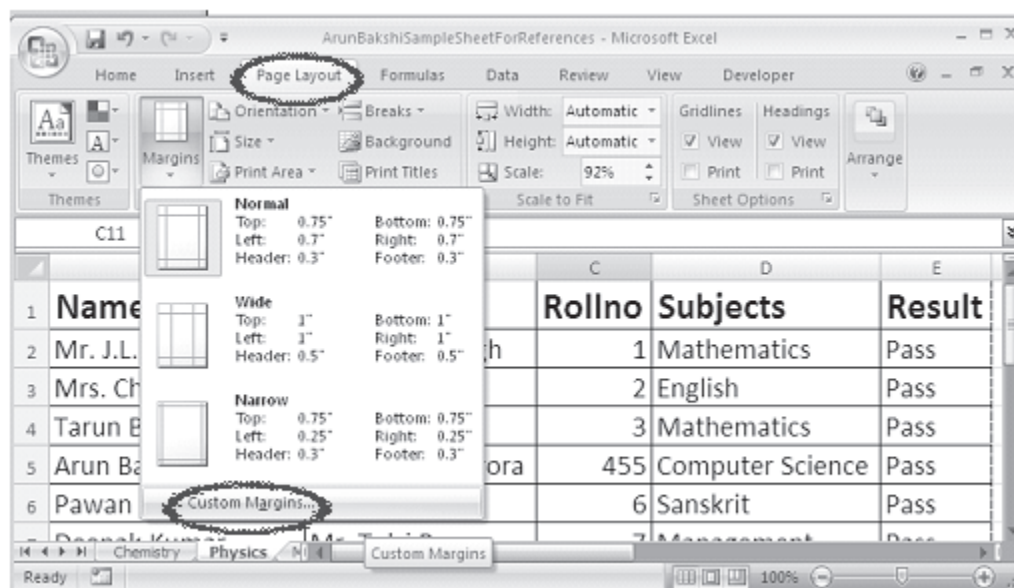 ArunBakshiSampleSheetForReferences - Microsoft Excel
Home Insert Page Layout Formulas Data Review View Developer
Themes
Margins
Orientation
Size
Print Area
Breaks
Background
Print Titles
Width: Automatic
Height: Automatic
Scale: 92%
Gridlines Headings
View View
Print Print
Arrange
Themes Scale to Fit Sheet Options
C11
Normal
Top: 0.75" Bottom: 0.75"
Left: 0.7" Right: 0.7"
Header: 0.3" Footer: 0.3"
Wide
Top: 1" Bottom: 1"
Left: 1" Right: 1"
Header: 0.5" Footer: 0.5"
Narrow
Top: 0.75" Bottom: 0.75"
Left: 0.25" Right: 0.25"
Header: 0.3" Footer: 0.3"
Custom Margins...
C D E
1 Name Rollno Subjects Result
2 Mr. J.L. h 1 Mathematics Pass
3 Mrs. Ch 2 English Pass
4 Tarun B 3 Mathematics Pass
5 Arun Ba ora 455 Computer Science Pass
6 Pawan 6 Sanskrit Pass
Chemistry Physics
Custom Margins
Ready 100%